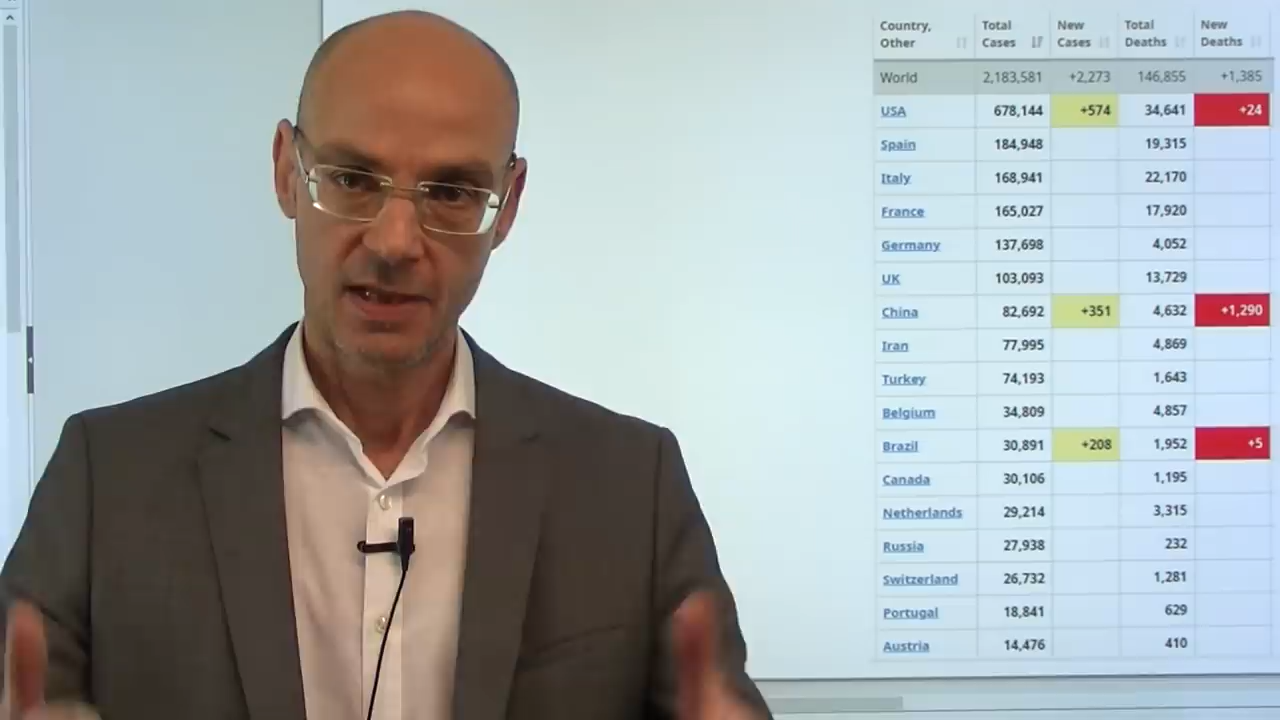 Country, Other Total Cases New Cases Total Deaths New Deaths
World 2,183,581 +2,273 146,855 +1,385
USA 678,144 +574 34,641 +24
Spain 184,948 19,315
Italy 168,941 22,170
France 165,027 17,920
Germany 137,698 4,052
UK 103,093 13,729
China 82,692 +351 4,632 +1,290
Iran 77,995 4,869
Turkey 74,193 1,643
Belgium 34,809 4,857
Brazil 30,891 +208 1,952 +5
Canada 30,106 1,195
Netherlands 29,214 3,315
Russia 27,938 232
Switzerland 26,732 1,281
Portugal 18,841 629
Austria 14,476 410